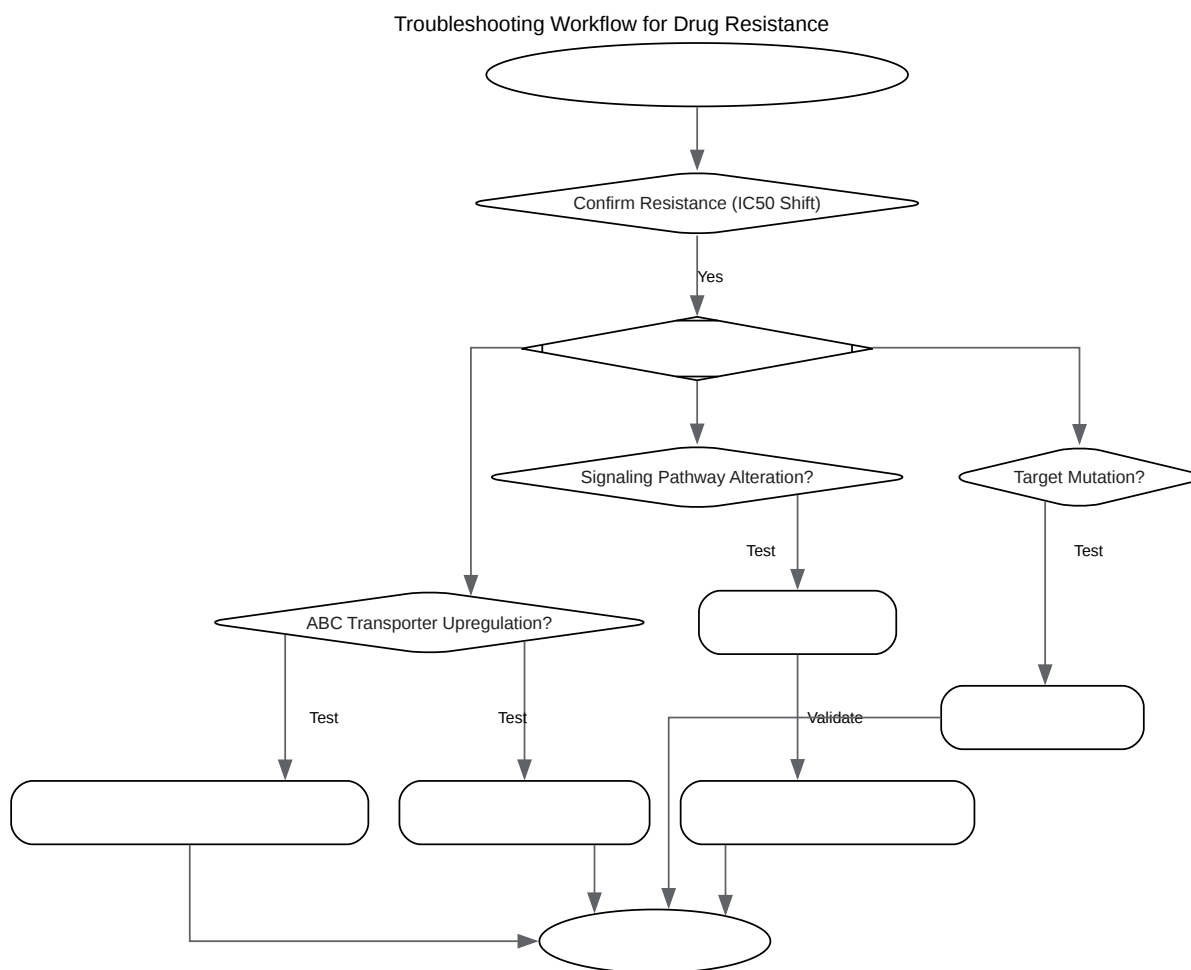 Troubleshooting Workflow for Drug Resistance
Confirm Resistance (IC50 Shift)
Yes
Signaling Pathway Alteration?
Target Mutation?
Test
Test
ABC Transporter Upregulation?
Test
Test
Validate